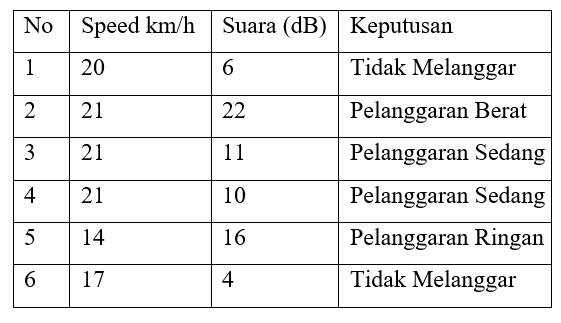 No Speed km/h Suara (dB) Keputusan
1 20 6 Tidak Melanggar
2 21 22 Pelanggaran Berat
3 21 11 Pelanggaran Sedang
4 21 10 Pelanggaran Sedang
5 14 16 Pelanggaran Ringan
6 17 4 Tidak Melanggar